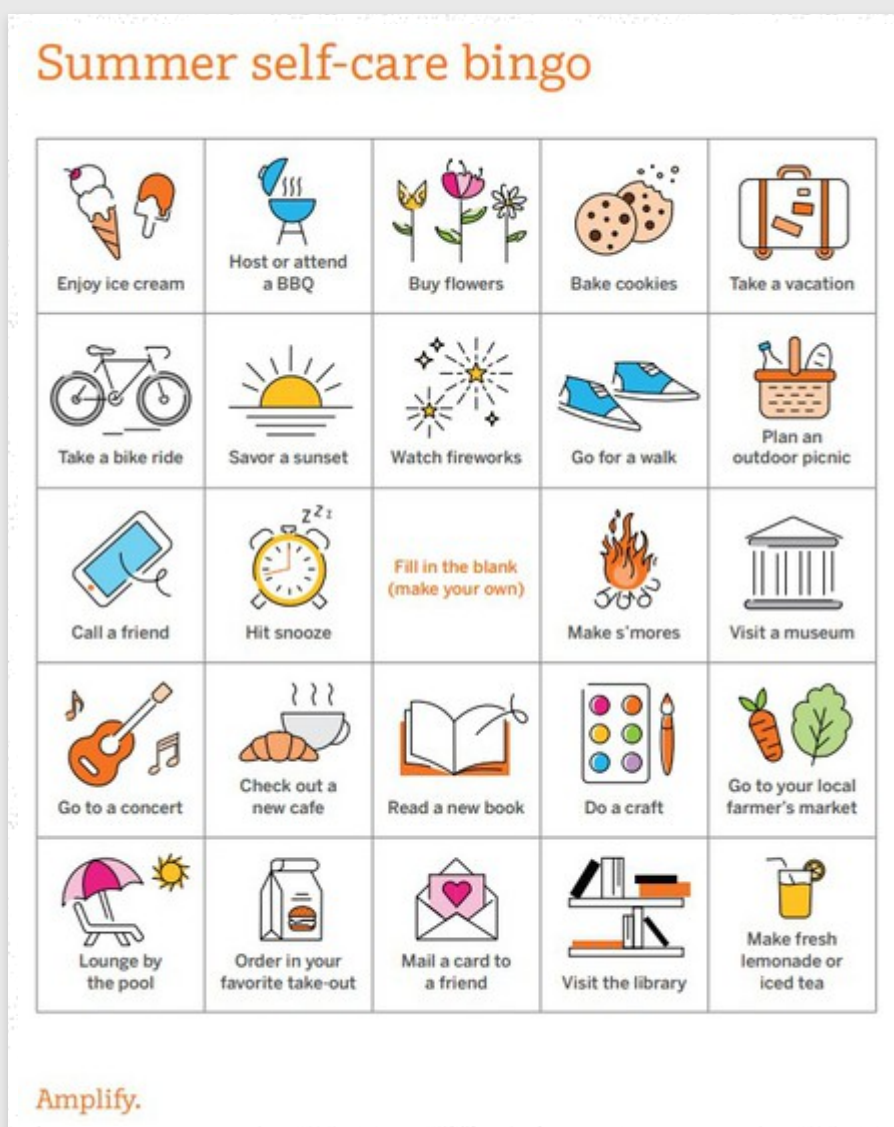 Summer self-care bingo
Enjoy ice cream
Host or attend
a BBQ
Buy flowers
Bake cookies
Take a vacation
Take a bike ride
Savor a sunset
Watch fireworks
Go for a walk
Plan an
outdoor picnic
Call a friend
zzz
Hit snooze
Fill in the blank
(make your own)
Make s'mores
Visit a museum
Go to a concert
Check out a
new cafe
Read a new book
Do a craft
Go to your local
farmer's market
Lounge by
the pool
Order in your
favorite take-out
Mail a card to
a friend
Visit the library
Make fresh
lemonade or
iced tea
Amplify.